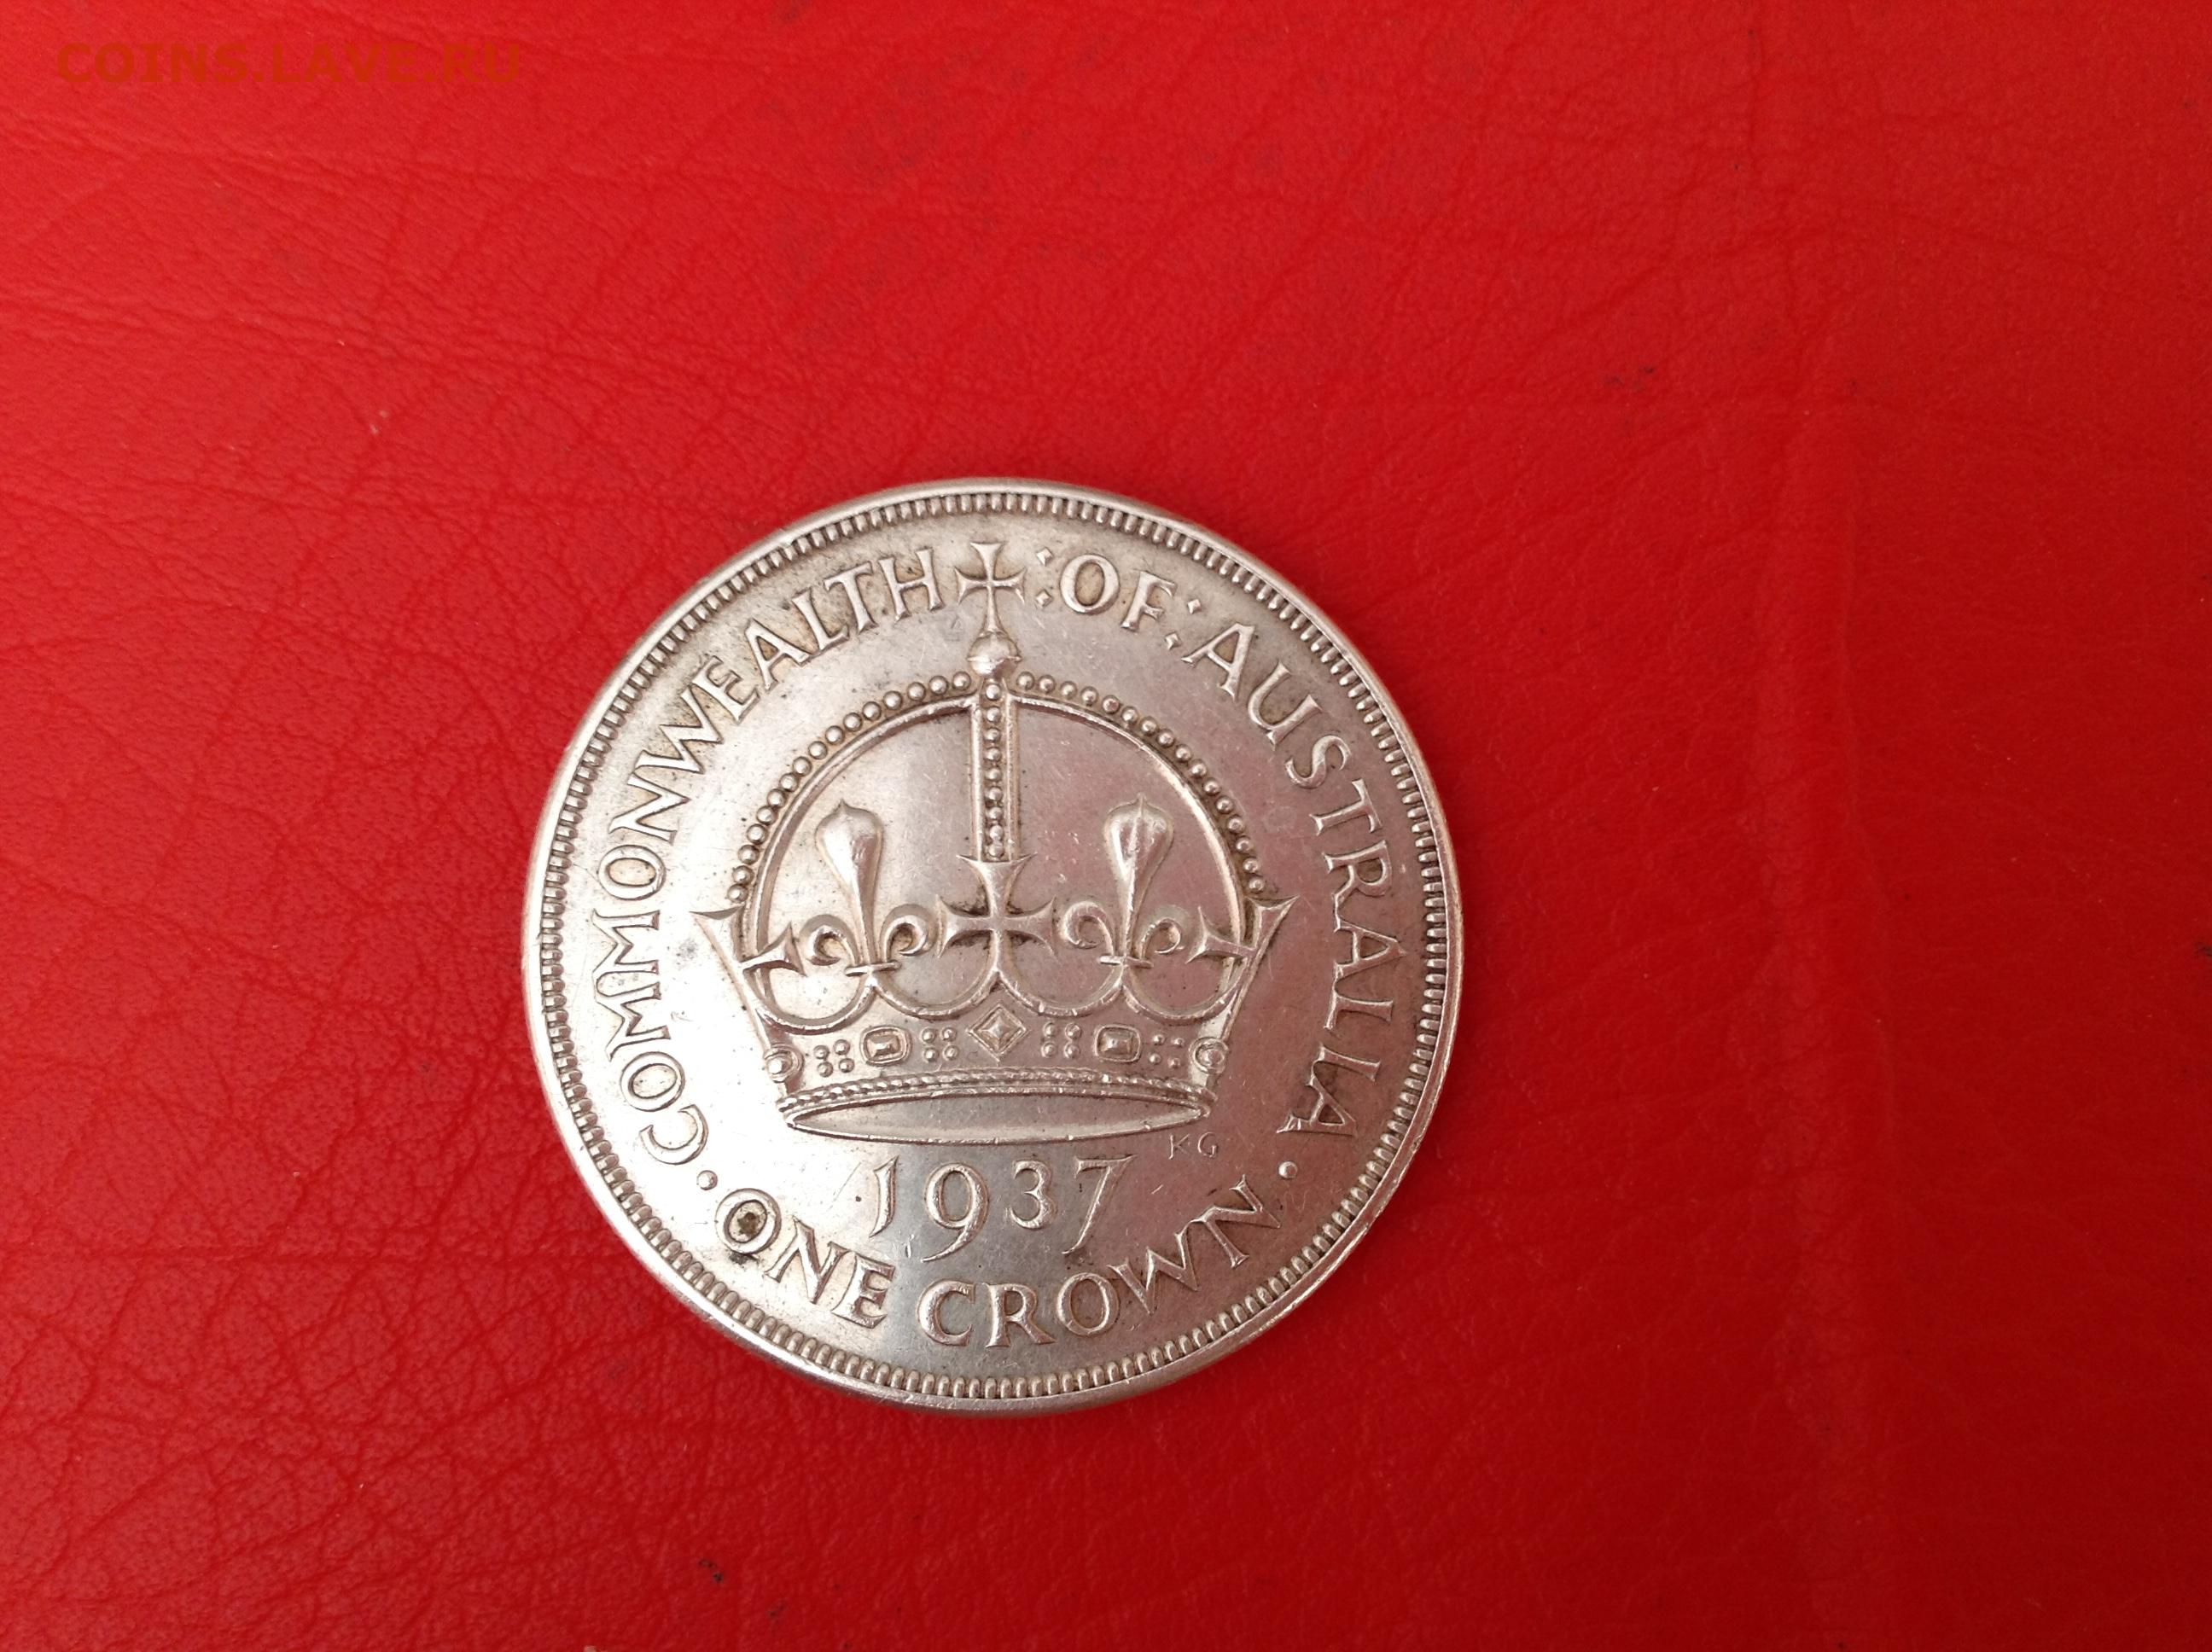 COINS.LAVE.RU
COMMONWEALTH : OF : AUSTRALIA
KG
1937
· ONE CROWN ·